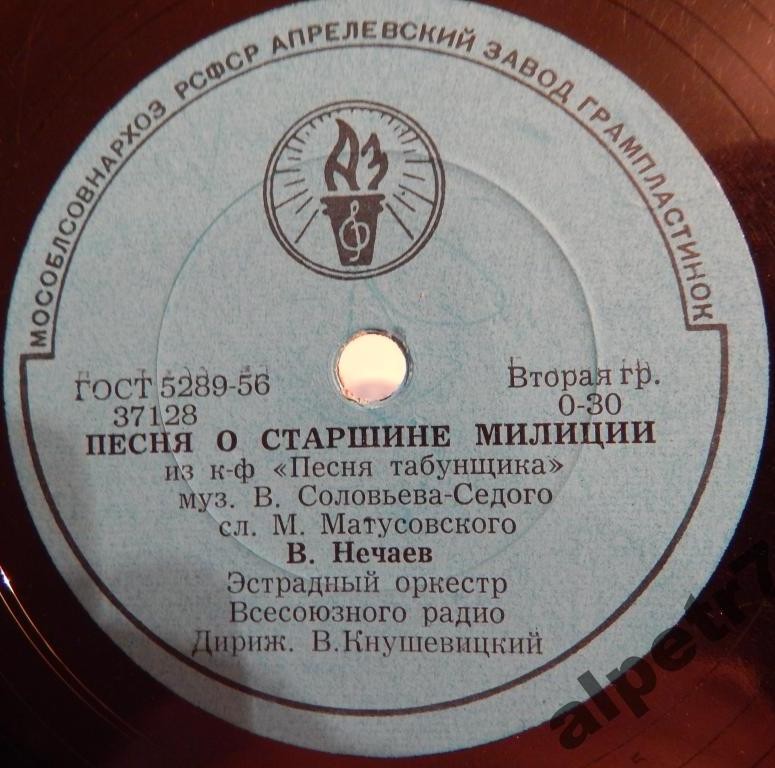 МОСОБЛСОВНАРХОЗ РСФСР АПРЕЛЕВСКИЙ ЗАВОД ГРАМПЛАСТИНОК
АЗ
ГОСТ 5289-56
Вторая гр.
37128
0-30
ПЕСНЯ О СТАРШИНЕ МИЛИЦИИ
из к-ф «Песня табунщика»
муз. В. Соловьева-Седого
сл. М. Матусовского
В. Нечаев
Эстрадный оркестр
Всесоюзного радио
Дириж. В.Кнушевицкий
alpetr7